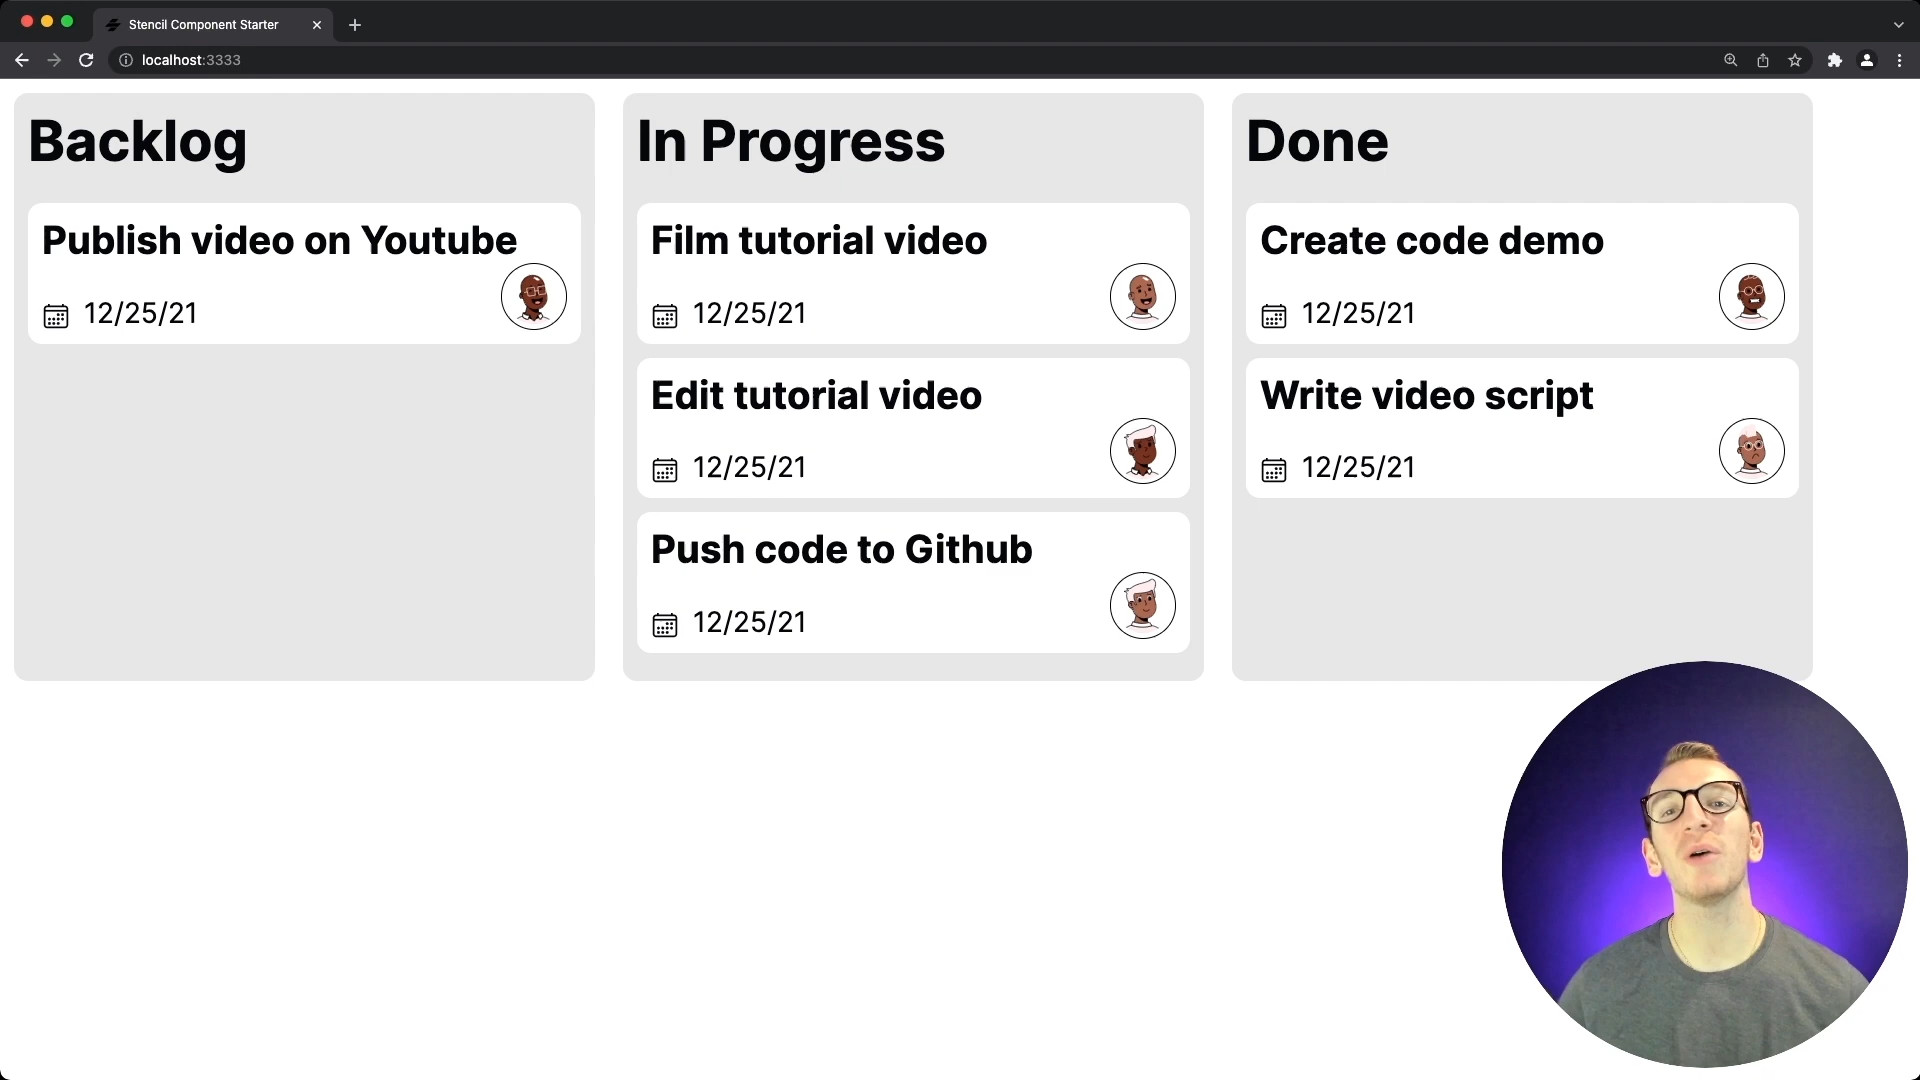 Stencil Component Starter
localhost:3333
Backlog
Publish video on Youtube
12/25/21
In Progress
Film tutorial video
12/25/21
Edit tutorial video
12/25/21
Push code to Github
12/25/21
Done
Create code demo
12/25/21
Write video script
12/25/21